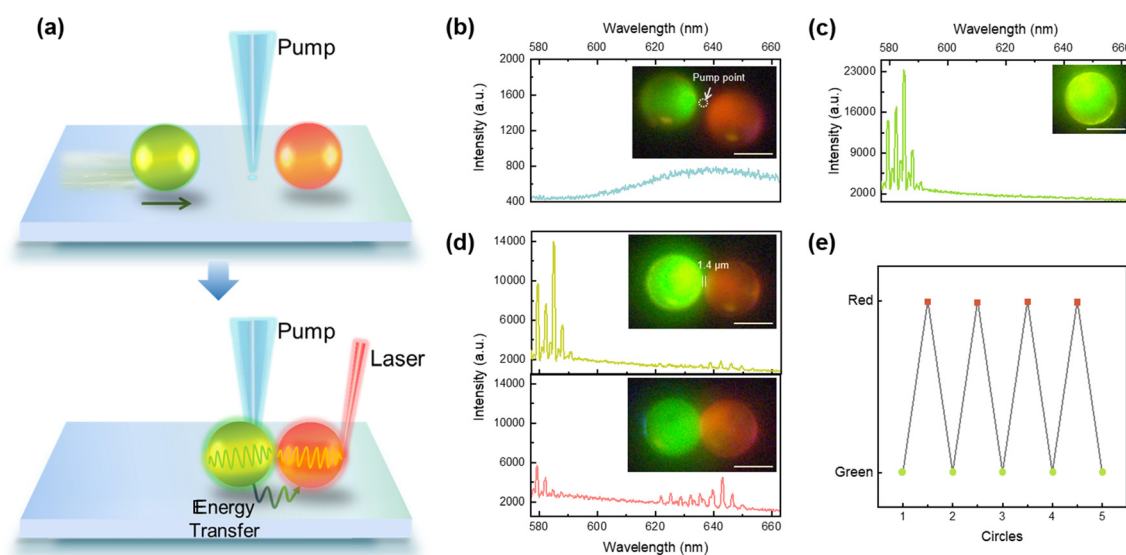 (a)
Pump
Pump
Laser
Energy
Transfer
(b)
Wavelength (nm)
580 600 620 640 660
Intensity (a.u.)
2000
1600
1200
800
400
Pump point
(c)
Wavelength (nm)
580 600 620 640 660
Intensity (a.u.)
23000
16000
9000
2000
(d)
Intensity (a.u.)
14000
10000
6000
2000
1.4 μm
14000
10000
6000
2000
580 600 620 640 660
Wavelength (nm)
(e)
Red
Green
1 2 3 4 5
Circles